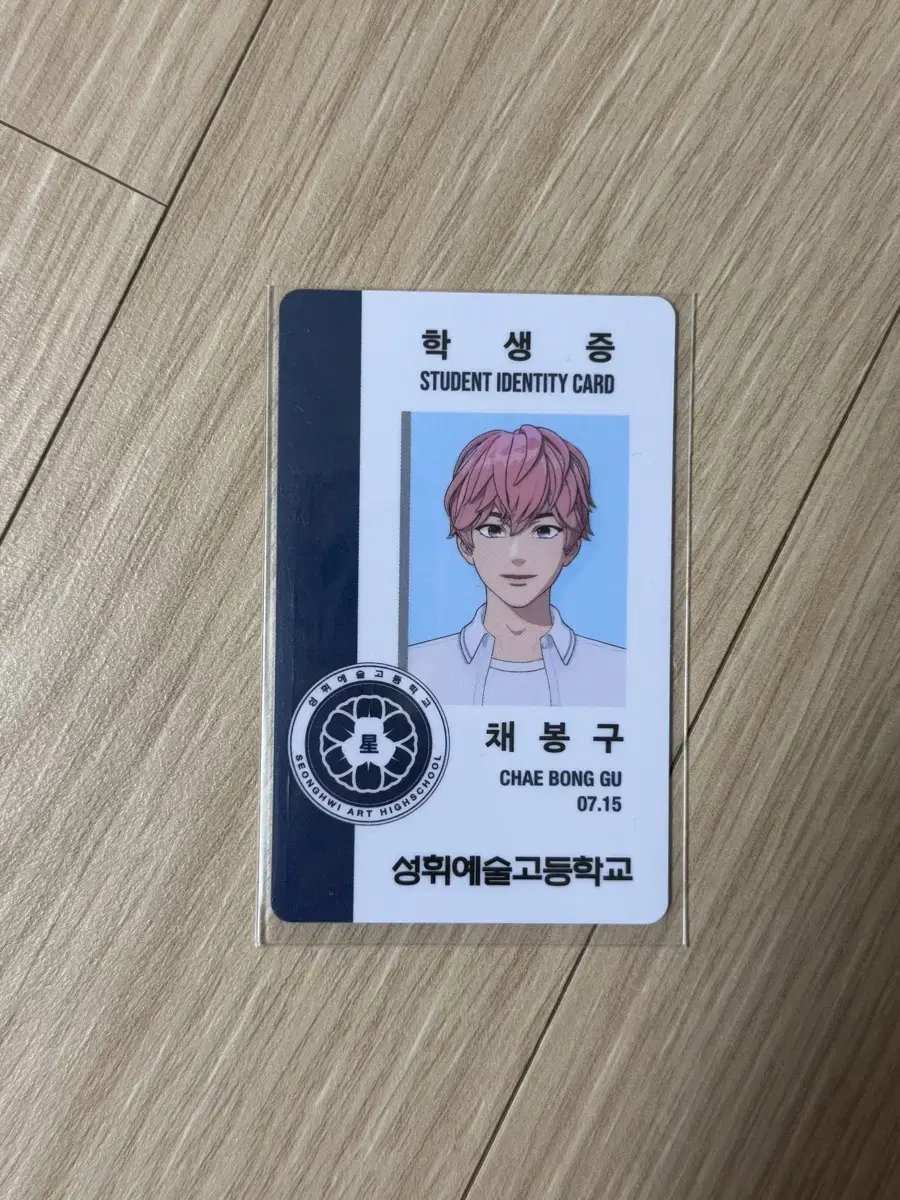 학 생 증
STUDENT IDENTITY CARD
성휘예술고등학교
星
SEONGHWI ART HIGHSCHOOL
채 봉 구
CHAE BONG GU
07.15
성휘예술고등학교